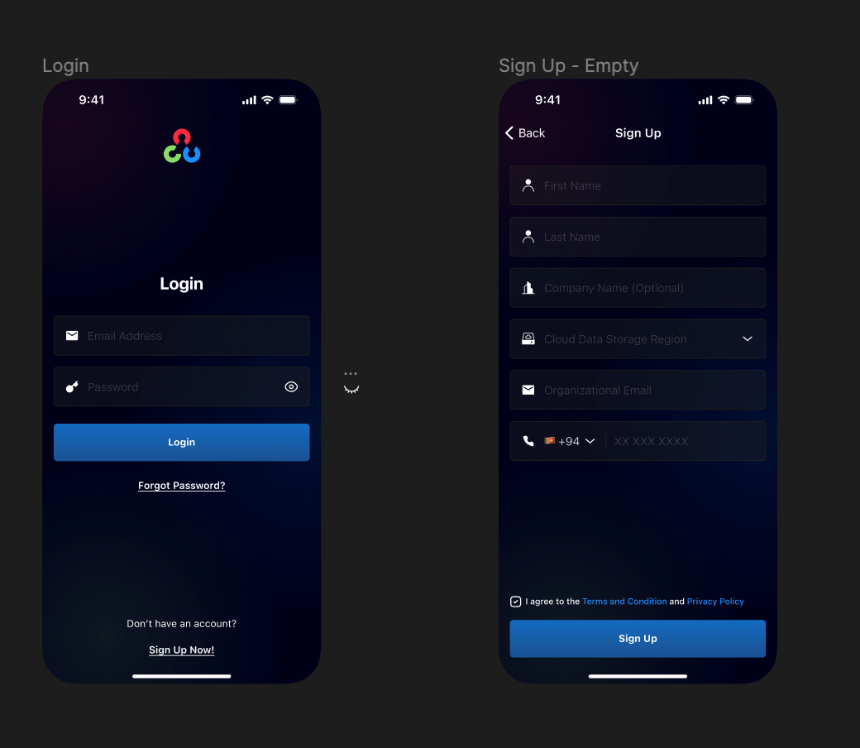 Login
9:41
Login
Email Address
Password
Login
Forgot Password?
Don't have an account?
Sign Up Now!
Sign Up - Empty
9:41
Back
Sign Up
First Name
Last Name
Company Name (Optional)
Cloud Data Storage Region
Organizational Email
+94 XX XXX XXXX
I agree to the Terms and Condition and Privacy Policy
Sign Up